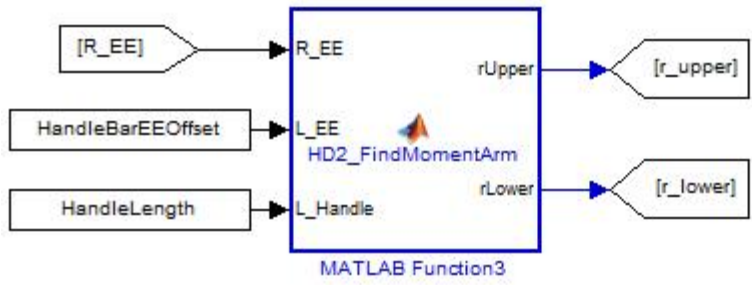 [R_EE]
R_EE
rUpper
[r_upper]
HandleBarEEOffset
L_EE
HD2_FindMomentArm
HandleLength
L_Handle
rLower
[r_lower]
MATLAB Function3